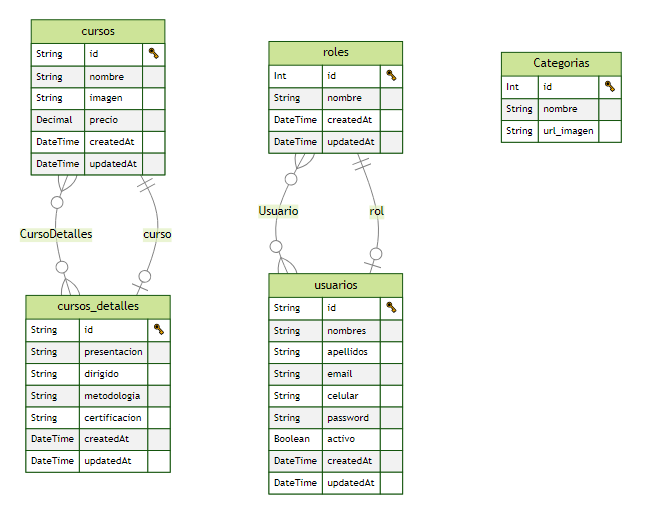 cursos
String id
String nombre
String imagen
Decimal precio
DateTime createdAt
DateTime updatedAt
CursoDetalles
curso
cursos_detalles
String id
String presentacion
String dirigido
String metodologia
String certificacion
DateTime createdAt
DateTime updatedAt
roles
Int id
String nombre
DateTime createdAt
DateTime updatedAt
Usuario
rol
usuarios
String id
String nombres
String apellidos
String email
String celular
String password
Boolean activo
DateTime createdAt
DateTime updatedAt
Categorias
Int id
String nombre
String url_imagen